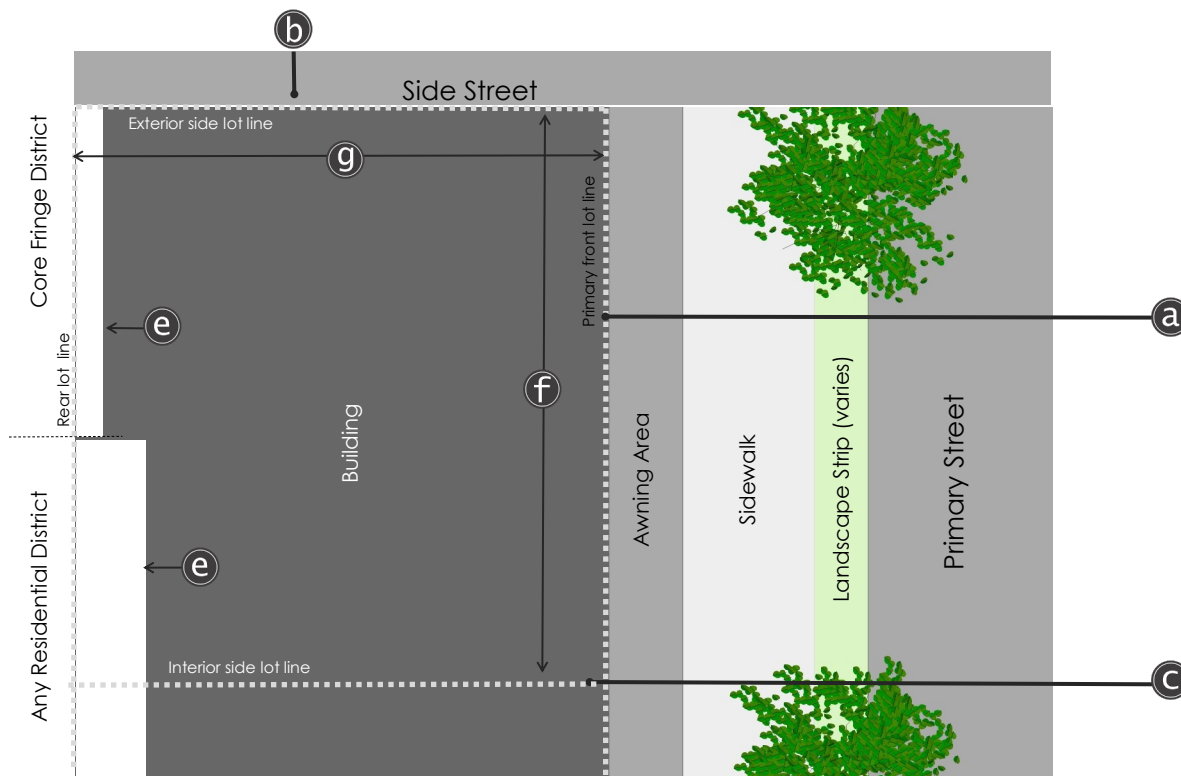 b
Side Street
Exterior side lot line
g
Core Fringe District
Primary front lot line
e
a
Rear lot line
f
Building
Awning Area
Sidewalk
Landscape Strip (varies)
Primary Street
Any Residential District
e
Interior side lot line
c